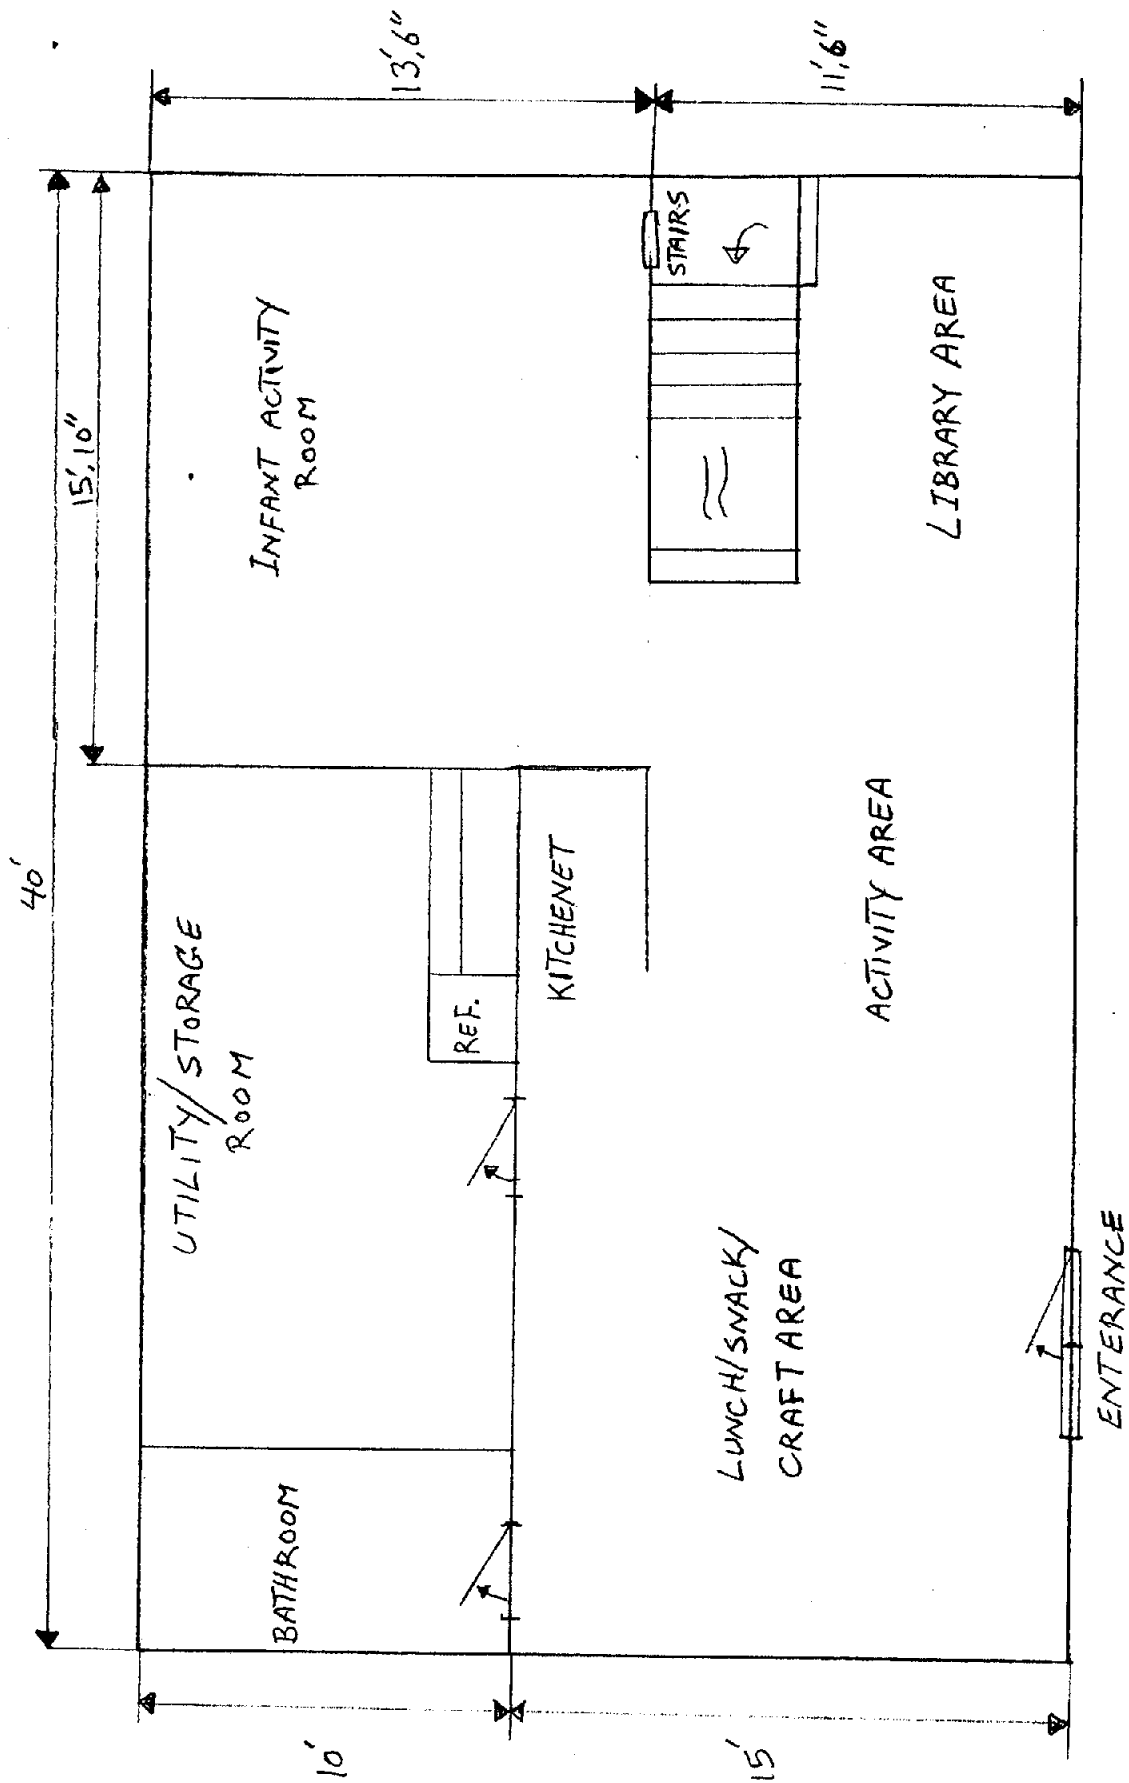 40'
15',10"
13',6"
11',6"
INFANT ACTIVITY
ROOM
STAIRS
LIBRARY AREA
UTILITY/STORAGE
ROOM
REF.
KITCHENET
ACTIVITY AREA
BATHROOM
LUNCH/SNACK/
CRAFT AREA
ENTERANCE
10'
15'